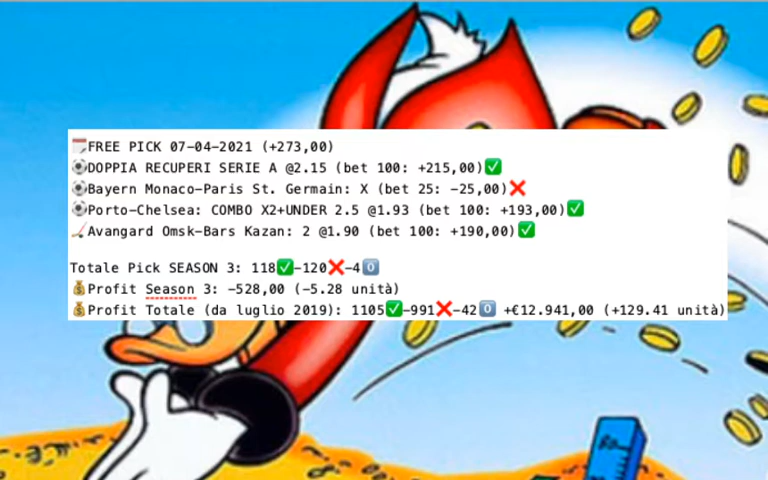 🗓️FREE PICK 07-04-2021 (+273,00)
⚽DOPPIA RECUPERI SERIE A @2.15 (bet 100: +215,00)✅
⚽Bayern Monaco-Paris St. Germain: X (bet 25: -25,00)❌
⚽Porto-Chelsea: COMBO X2+UNDER 2.5 @1.93 (bet 100: +193,00)✅
🏒Avangard Omsk-Bars Kazan: 2 @1.90 (bet 100: +190,00)✅
Totale Pick SEASON 3: 118✅-120❌-40️⃣
💰Profit Season 3: -528,00 (-5.28 unità)
💰Profit Totale (da luglio 2019): 1105✅-991❌-420️⃣ +€12.941,00 (+129.41 unità)